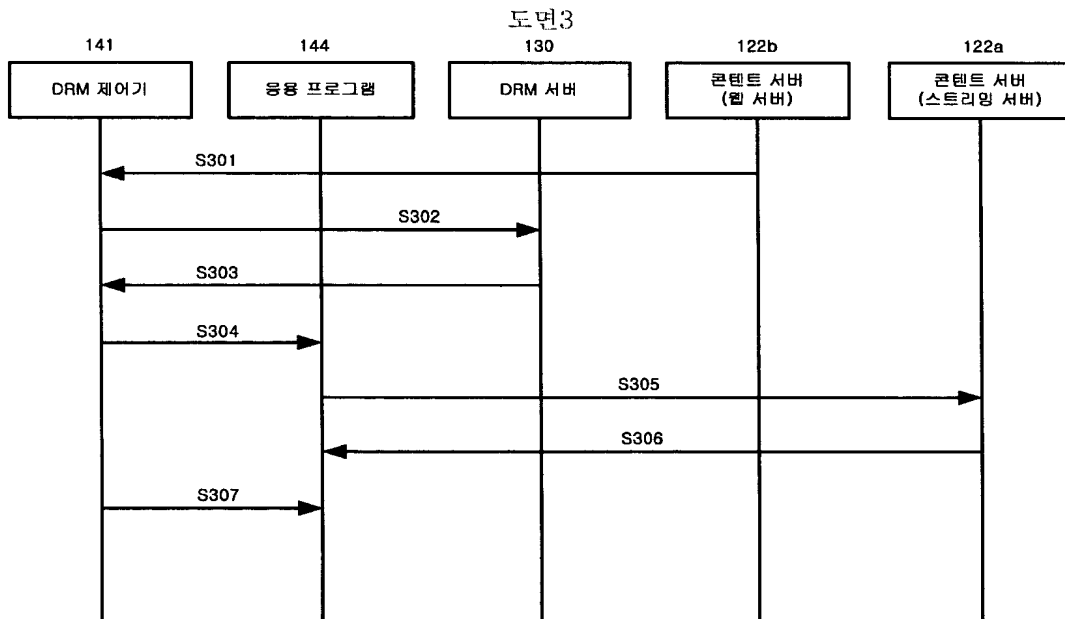 도면3
141
144
130
122b
122a
DRM 제어기
응용 프로그램
DRM 서버
콘텐트 서버
(웹 서버)
콘텐트 서버
(스트리밍 서버)
S301
S302
S303
S304
S305
S306
S307